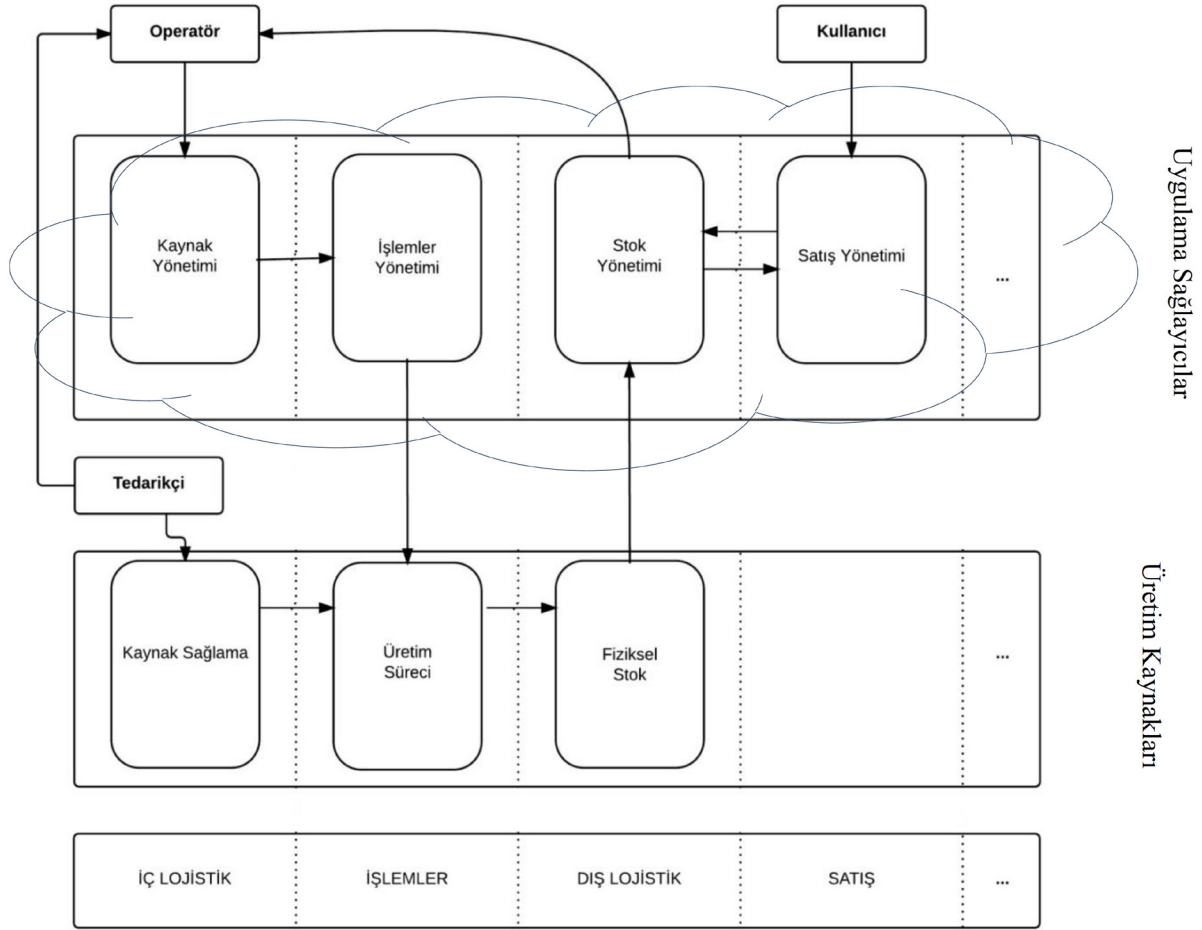 Operatör
Kullanıcı
Kaynak
Yönetimi
İşlemler
Yönetimi
Stok
Yönetimi
Satış Yönetimi
...
Uygulama Sağlayıcılar
Tedarikçi
Kaynak Sağlama
Üretim
Süreci
Fiziksel
Stok
...
Üretim Kaynakları
İÇ LOJİSTİK
İŞLEMLER
DIŞ LOJİSTİK
SATIŞ
...